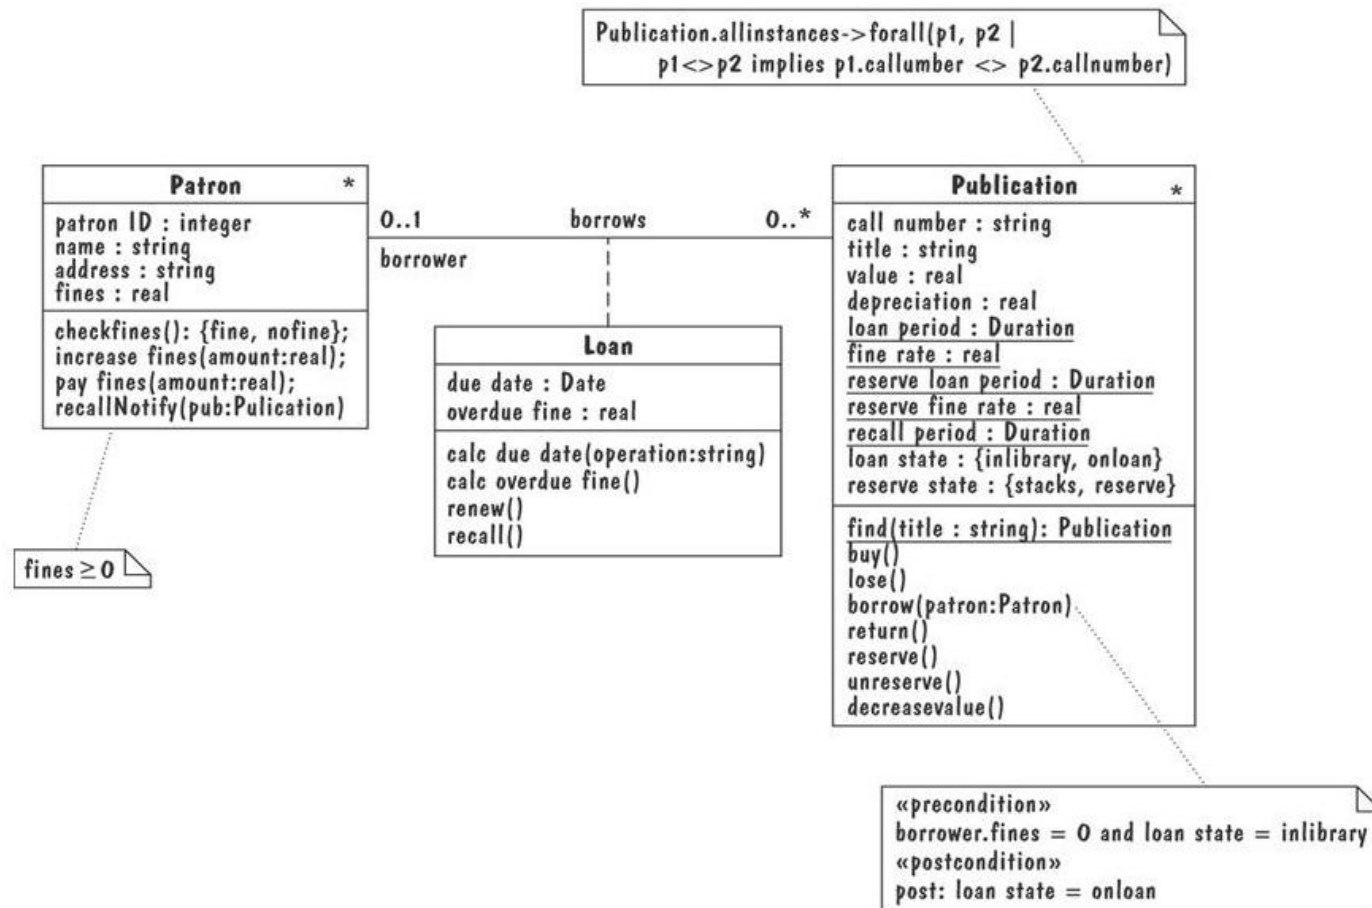 Publication.allinstances->forall(p1, p2 |
p1<>p2 implies p1.callumber <> p2.callnumber)
Patron *
patron ID : integer
name : string
address : string
fines : real
checkfines(): {fine, nofine};
increase fines(amount:real);
pay fines(amount:real);
recallNotify(pub:Pulication)
0..1 borrows 0..*
borrower
Loan
due date : Date
overdue fine : real
calc due date(operation:string)
calc overdue fine()
renew()
recall()
Publication *
call number : string
title : string
value : real
depreciation : real
loan period : Duration
fine rate : real
reserve loan period : Duration
reserve fine rate : real
recall period : Duration
loan state : {inlibrary, onloan}
reserve state : {stacks, reserve}
find(title : string): Publication
buy()
lose()
borrow(patron:Patron)
return()
reserve()
unreserve()
decreasevalue()
fines ≥ 0
«precondition»
borrower.fines = 0 and loan state = inlibrary
«postcondition»
post: loan state = onloan